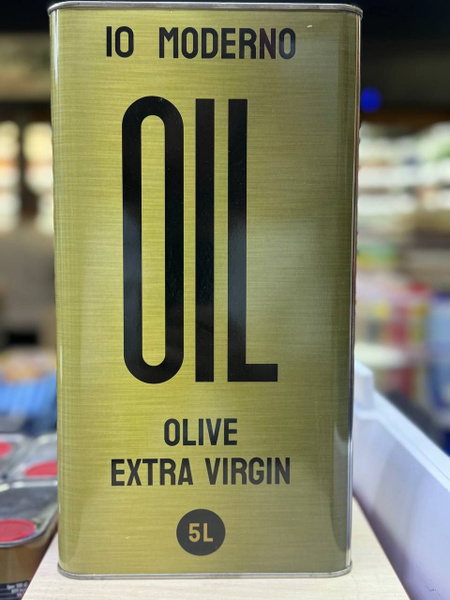 IO MODERNO
OIL
OLIVE
EXTRA VIRGIN
5L